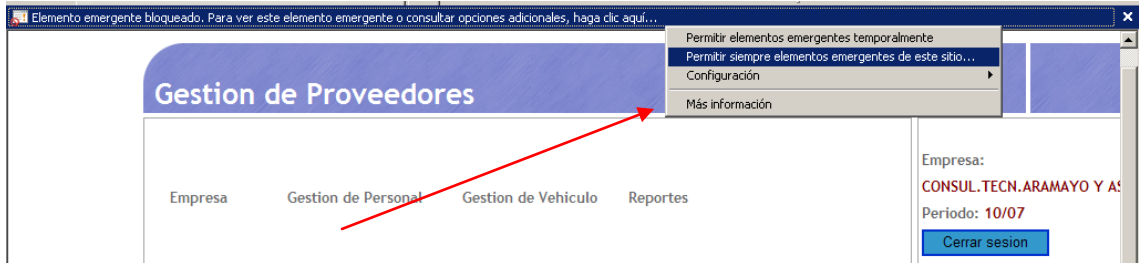 Elemento emergente bloqueado. Para ver este elemento emergente o consultar opciones adicionales, haga clic aquí...
Permitir elementos emergentes temporalmente
Permitir siempre elementos emergentes de este sitio...
Configuración
Más información
Gestion de Proveedores
Empresa
Gestion de Personal
Gestion de Vehiculo
Reportes
Empresa:
CONSUL.TECN.ARAMAYO Y AS
Periodo: 10/07
Cerrar sesion